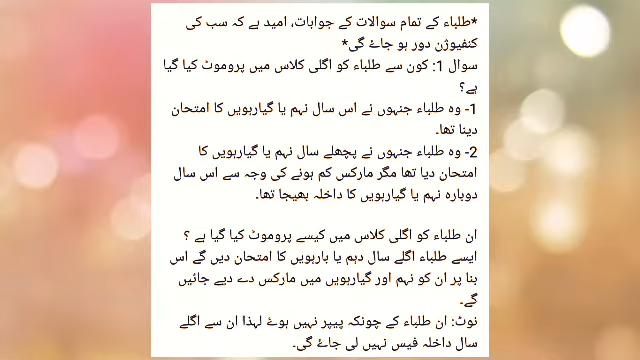 *طلباء کے تمام سوالات کے جوابات، امید ہے کہ سب کی
کنفیوژن دور ہو جاۓ گی*
سوال 1: کون سے طلباء کو اگلی کلاس میں پروموٹ کیا گیا
ہے؟
1- وہ طلباء جنہوں نے اس سال نہم یا گیارہویں کا امتحان
دینا تھا۔
2- وہ طلباء جنہوں نے پچھلے سال نہم یا گیارہویں کا
امتحان دیا تھا مگر مارکس کم ہونے کی وجہ سے اس سال
دوبارہ نہم یا گیارہویں کا داخلہ بھیجا تھا۔
ان طلباء کو اگلی کلاس میں کیسے پروموٹ کیا گیا ہے ؟
ایسے طلباء اگلے سال دہم یا بارہویں کا امتحان دیں گے اس
بنا پر ان کو نہم اور گیارہویں میں مارکس دے دیے جائیں
گے۔
نوٹ: ان طلباء کے چونکہ پیپر نہیں ہوۓ لہذا ان سے اگلے
سال داخلہ فیس نہیں لی جاۓ گی۔